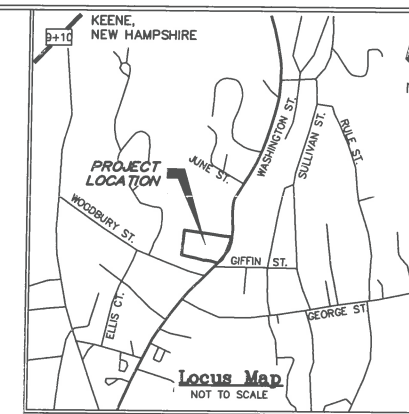 KEENE,
NEW HAMPSHIRE
9+10
PROJECT
LOCATION
JUNE ST.
WASHINGTON ST.
SULLIVAN ST.
RULE ST.
WOODBURY ST.
GIFFIN ST.
GEORGE ST.
ELLIS CT.
Locus Map
NOT TO SCALE